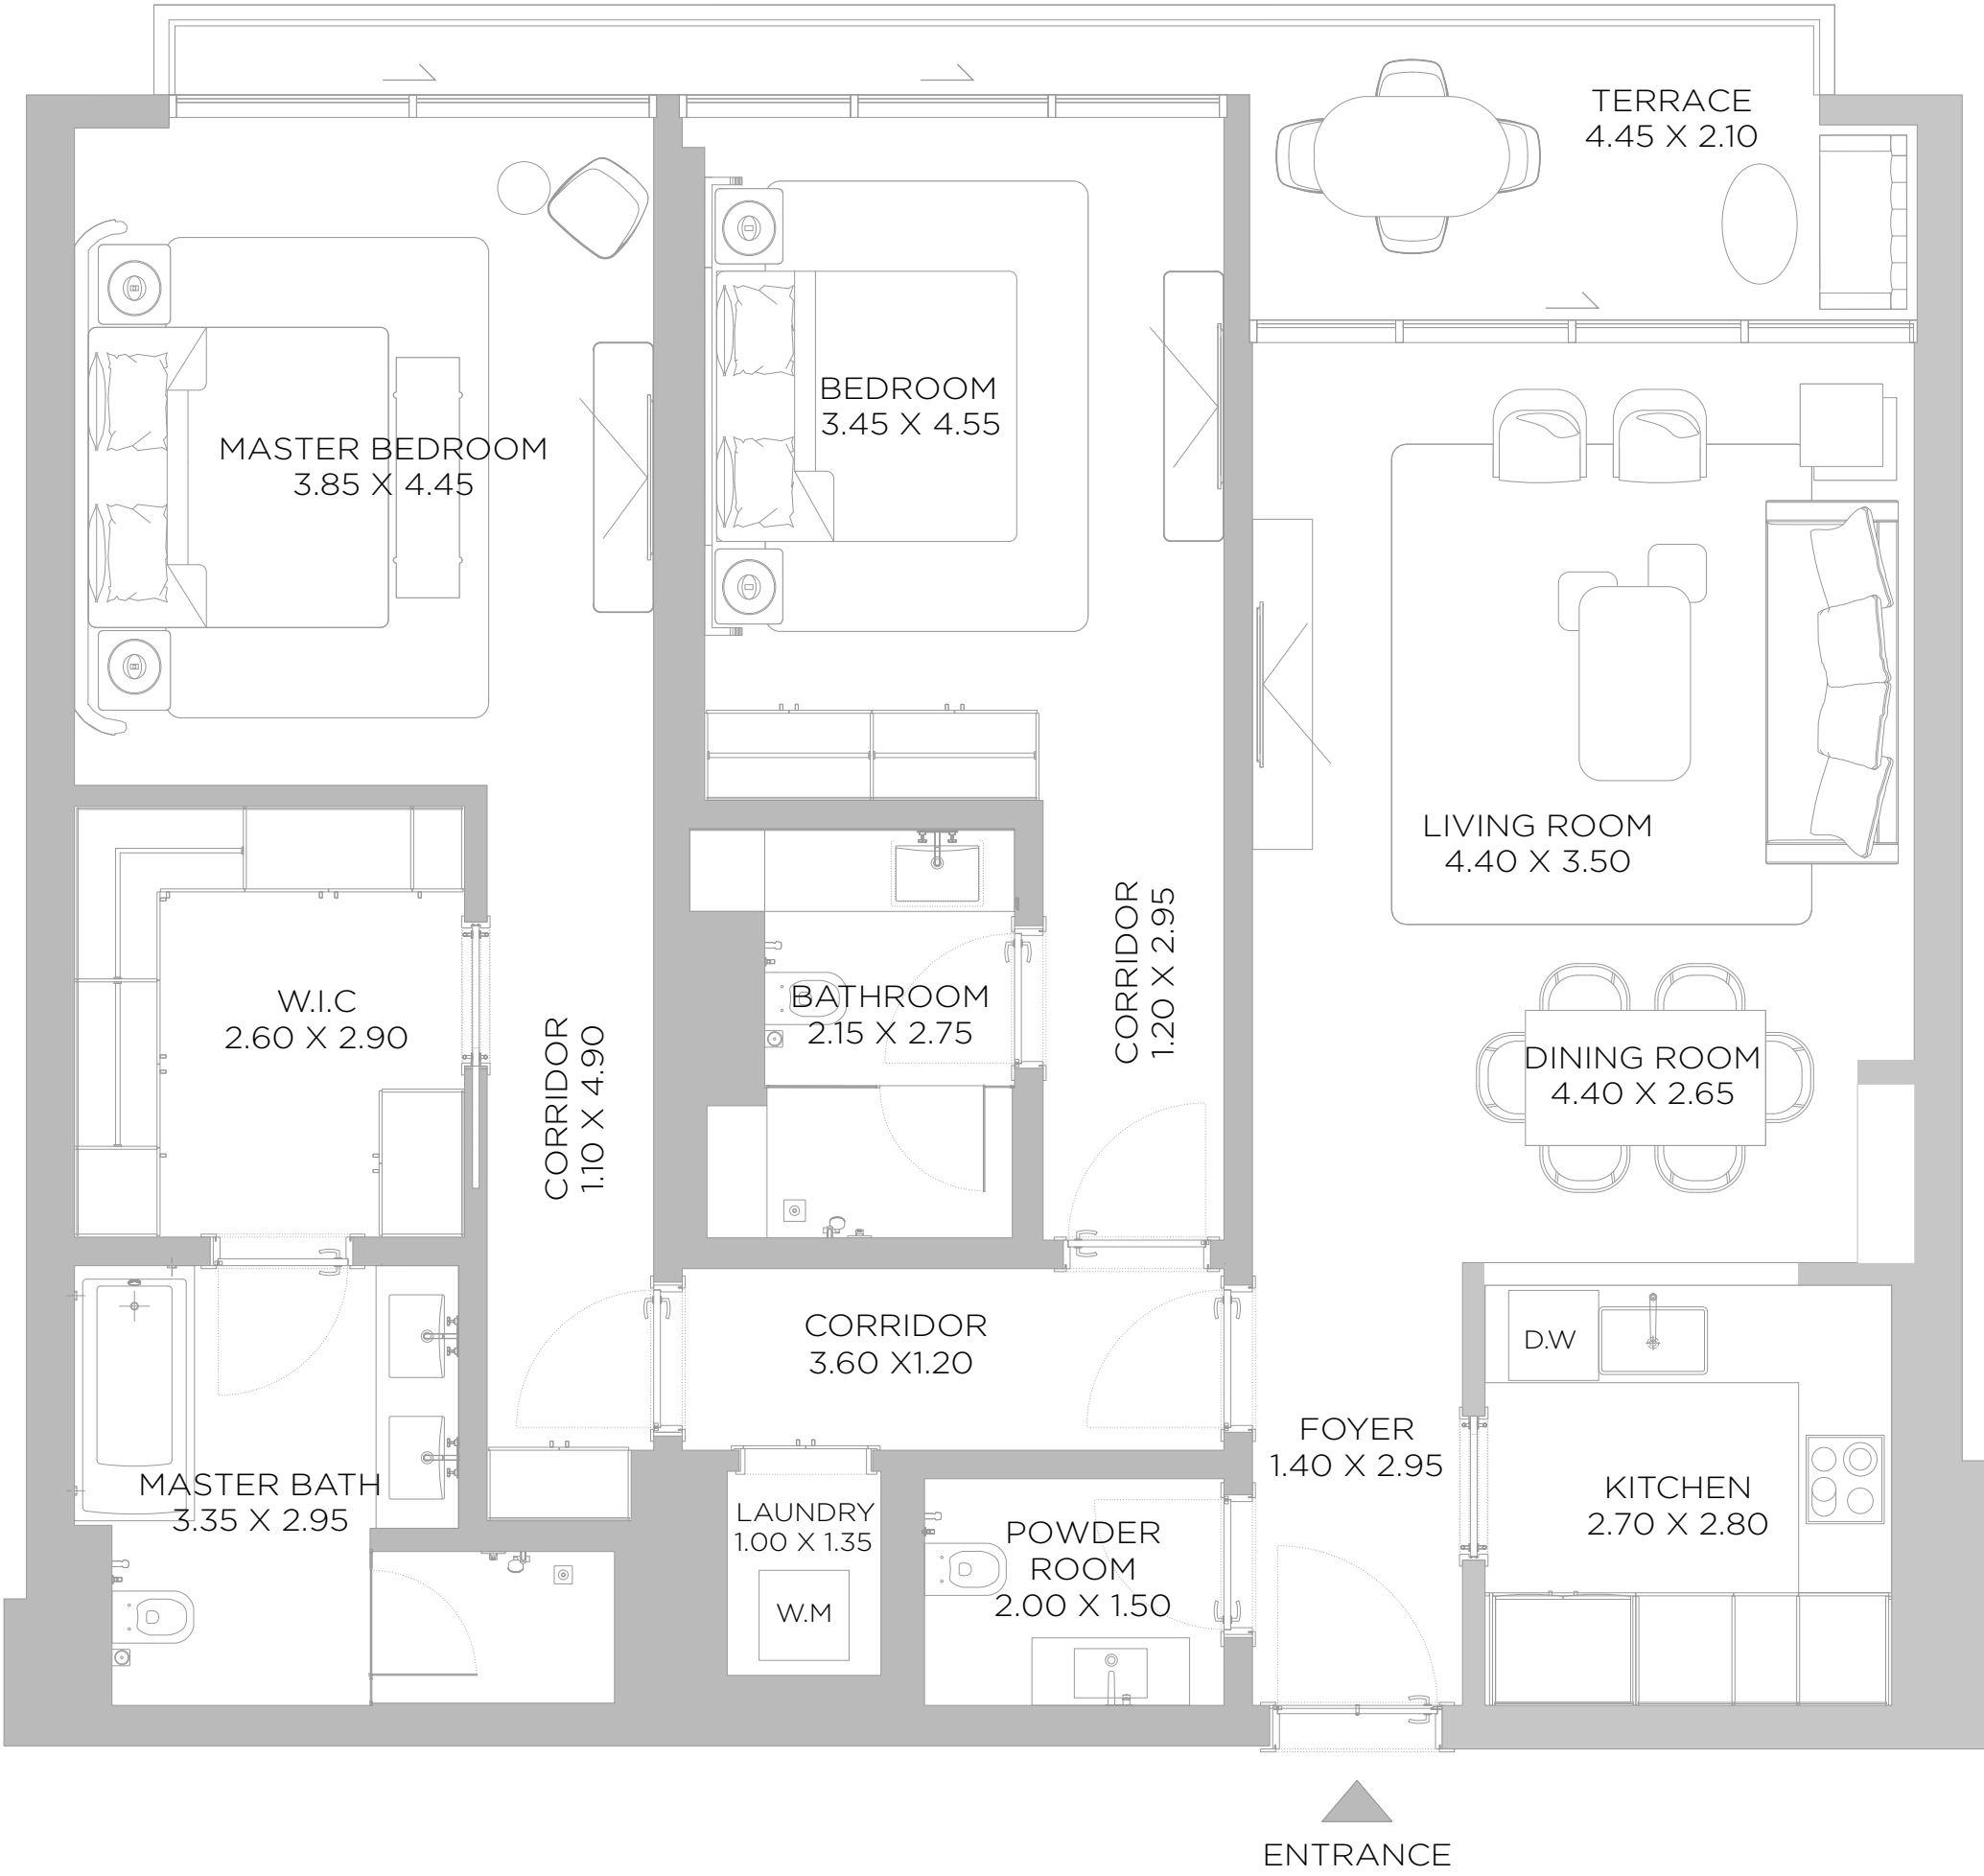 TERRACE
4.45 X 2.10
BEDROOM
3.45 X 4.55
MASTER BEDROOM
3.85 X 4.45
LIVING ROOM
4.40 X 3.50
CORRIDOR
1.20 X 2.95
W.I.C
2.60 X 2.90
BATHROOM
2.15 X 2.75
CORRIDOR
1.10 X 4.90
DINING ROOM
4.40 X 2.65
CORRIDOR
3.60 X1.20
D.W
FOYER
1.40 X 2.95
MASTER BATH
3.35 X 2.95
KITCHEN
2.70 X 2.80
LAUNDRY
1.00 X 1.35
POWDER
ROOM
2.00 X 1.50
W.M
ENTRANCE